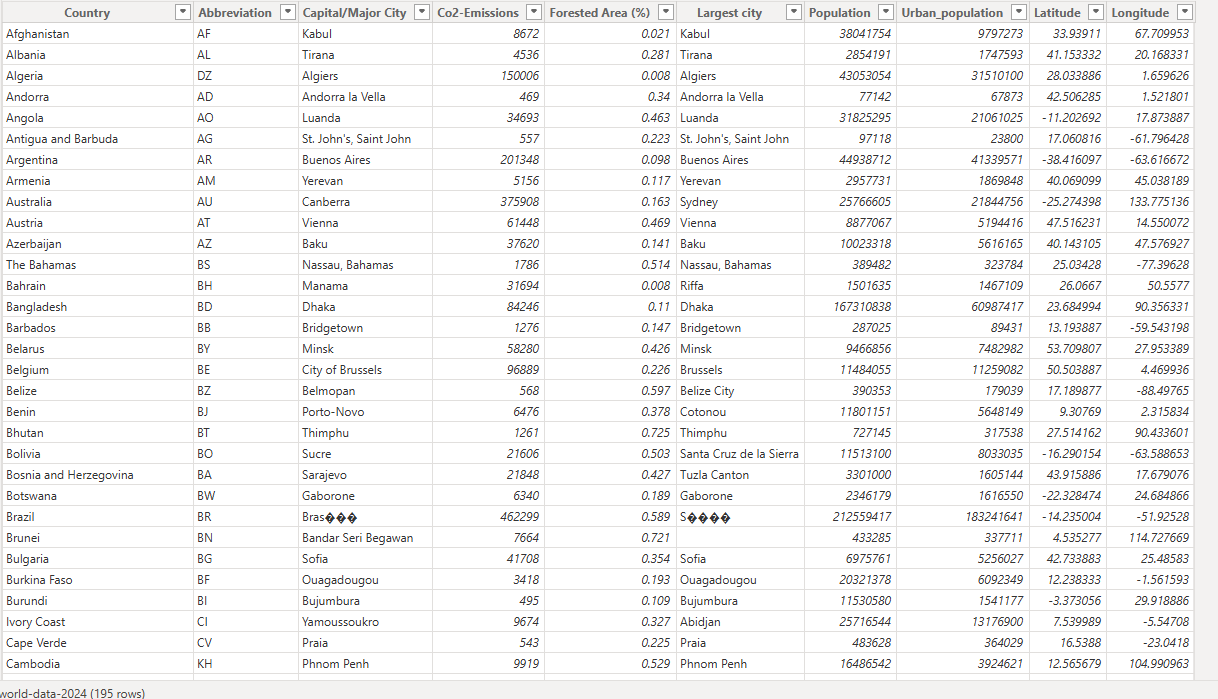 Country Abbreviation Capital/Major City Co2-Emissions Forested Area (%) Largest city Population Urban_population Latitude Longitude
Afghanistan AF Kabul 8672 0.021 Kabul 38041754 9797273 33.93911 67.709953
Albania AL Tirana 4536 0.281 Tirana 2854191 1747593 41.153332 20.168331
Algeria DZ Algiers 150006 0.008 Algiers 43053054 31510100 28.033886 1.659626
Andorra AD Andorra la Vella 469 0.34 Andorra la Vella 77142 67873 42.506285 1.521801
Angola AO Luanda 34693 0.463 Luanda 31825295 21061025 -11.202692 17.873887
Antigua and Barbuda AG St. John's, Saint John 557 0.223 St. John's, Saint John 97118 23800 17.060816 -61.796428
Argentina AR Buenos Aires 201348 0.098 Buenos Aires 44938712 41339571 -38.416097 -63.616672
Armenia AM Yerevan 5156 0.117 Yerevan 2957731 1869848 40.069099 45.038189
Australia AU Canberra 375908 0.163 Sydney 25766605 21844756 -25.274398 133.775136
Austria AT Vienna 61448 0.469 Vienna 8877067 5194416 47.516231 14.550072
Azerbaijan AZ Baku 37620 0.141 Baku 10023318 5616165 40.143105 47.576927
The Bahamas BS Nassau, Bahamas 1786 0.514 Nassau, Bahamas 389482 323784 25.03428 -77.39628
Bahrain BH Manama 31694 0.008 Riffa 1501635 1467109 26.0667 50.5577
Bangladesh BD Dhaka 84246 0.11 Dhaka 167310838 60987417 23.684994 90.356331
Barbados BB Bridgetown 1276 0.147 Bridgetown 287025 89431 13.193887 -59.543198
Belarus BY Minsk 58280 0.426 Minsk 9466856 7482982 53.709807 27.953389
Belgium BE City of Brussels 96889 0.226 Brussels 11484055 11259082 50.503887 4.469936
Belize BZ Belmopan 568 0.597 Belize City 390353 179039 17.189877 -88.49765
Benin BJ Porto-Novo 6476 0.378 Cotonou 11801151 5648149 9.30769 2.315834
Bhutan BT Thimphu 1261 0.725 Thimphu 727145 317538 27.514162 90.433601
Bolivia BO Sucre 21606 0.503 Santa Cruz de la Sierra 11513100 8033035 -16.290154 -63.588653
Bosnia and Herzegovina BA Sarajevo 21848 0.427 Tuzla Canton 3301000 1605144 43.915886 17.679076
Botswana BW Gaborone 6340 0.189 Gaborone 2346179 1616550 -22.328474 24.684866
Brazil BR Bras��� 462299 0.589 S���� 212559417 183241641 -14.235004 -51.92528
Brunei BN Bandar Seri Begawan 7664 0.721 433285 337711 4.535277 114.727669
Bulgaria BG Sofia 41708 0.354 Sofia 6975761 5256027 42.733883 25.48583
Burkina Faso BF Ouagadougou 3418 0.193 Ouagadougou 20321378 6092349 12.238333 -1.561593
Burundi BI Bujumbura 495 0.109 Bujumbura 11530580 1541177 -3.373056 29.918886
Ivory Coast CI Yamoussoukro 9674 0.327 Abidjan 25716544 13176900 7.539989 -5.54708
Cape Verde CV Praia 543 0.225 Praia 483628 364029 16.5388 -23.0418
Cambodia KH Phnom Penh 9919 0.529 Phnom Penh 16486542 3924621 12.565679 104.990963
world-data-2024 (195 rows)